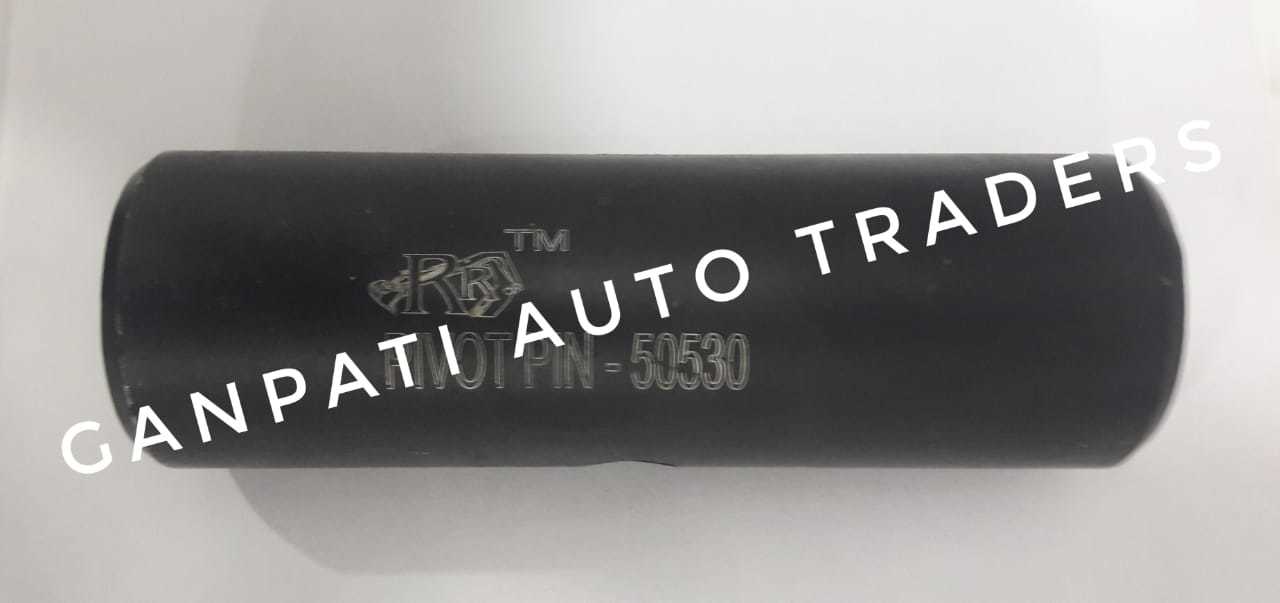 RR TM
PIVOT PIN - 50530
GANPATI AUTO TRADERS